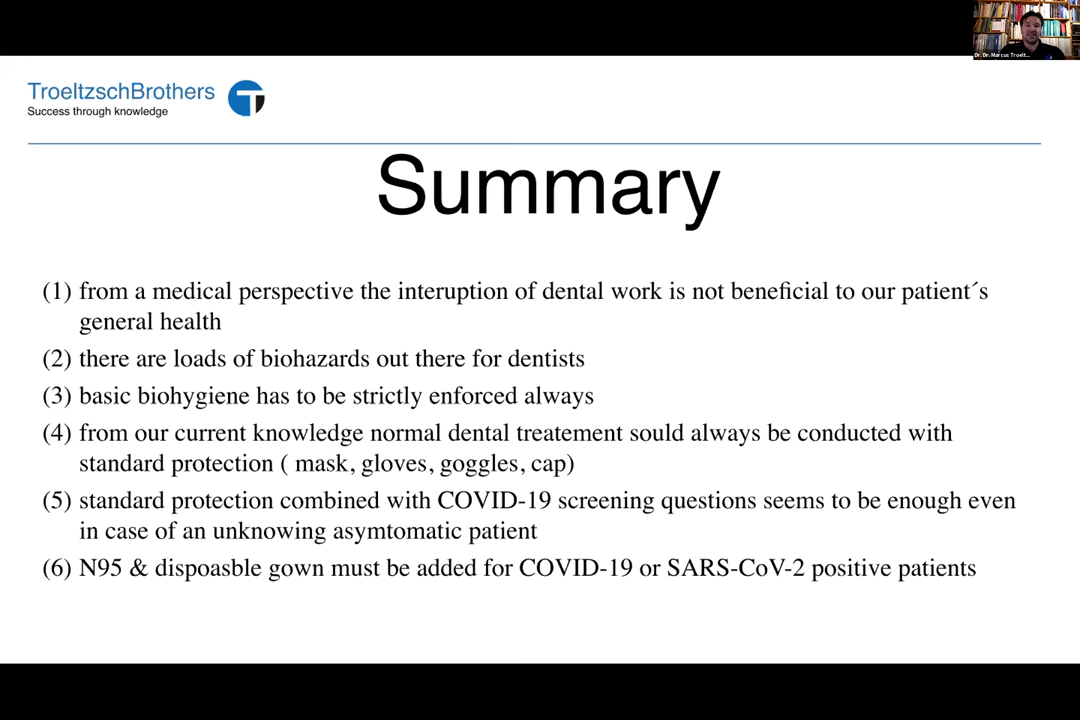 Dr. Dr. Marcus Troelt...
TroeltzschBrothers
Success through knowledge
T
Summary
(1) from a medical perspective the interuption of dental work is not beneficial to our patient´s
general health
(2) there are loads of biohazards out there for dentists
(3) basic biohygiene has to be strictly enforced always
(4) from our current knowledge normal dental treatement sould always be conducted with
standard protection ( mask, gloves, goggles, cap)
(5) standard protection combined with COVID-19 screening questions seems to be enough even
in case of an unknowing asymtomatic patient
(6) N95 & dispoasble gown must be added for COVID-19 or SARS-CoV-2 positive patients